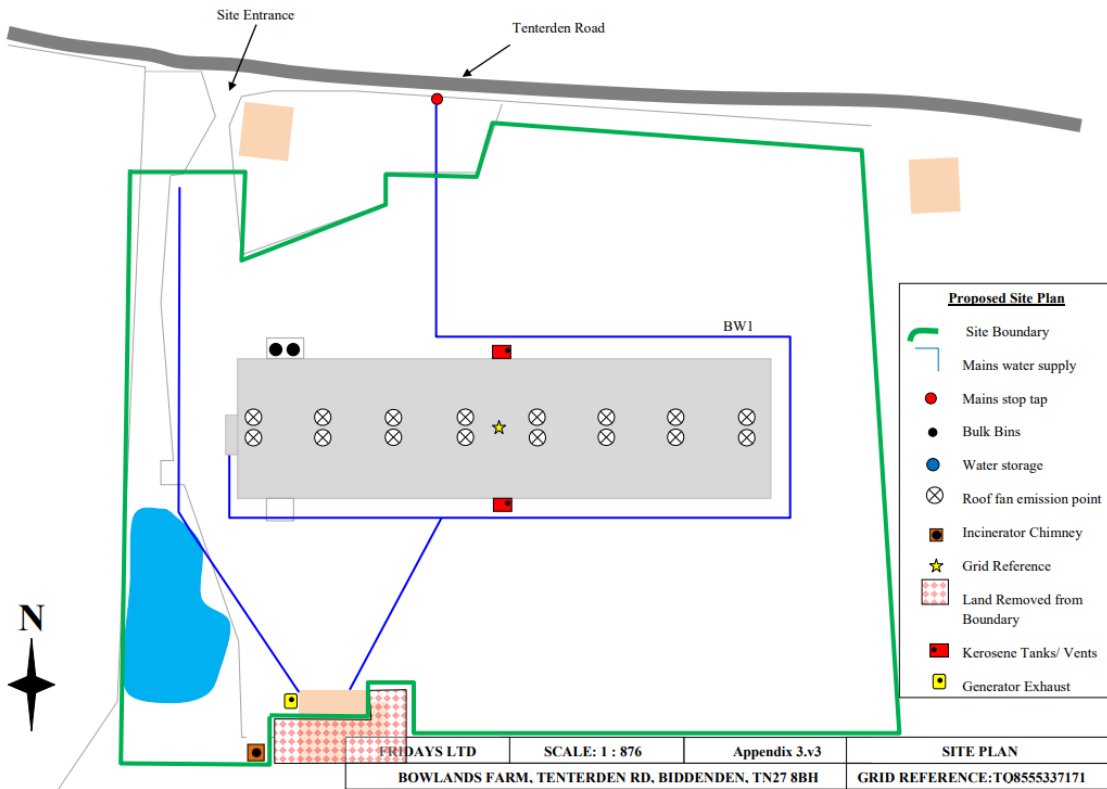 Site Entrance
Tenterden Road
BW1
Proposed Site Plan
Site Boundary
Mains water supply
Mains stop tap
Bulk Bins
Water storage
Roof fan emission point
Incinerator Chimney
Grid Reference
Land Removed from
Boundary
Kerosene Tanks/ Vents
Generator Exhaust
N
FRIDAYS LTD SCALE: 1 : 876 Appendix 3.v3 SITE PLAN
BOWLANDS FARM, TENTERDEN RD, BIDDENDEN, TN27 8BH GRID REFERENCE:TQ8555337171